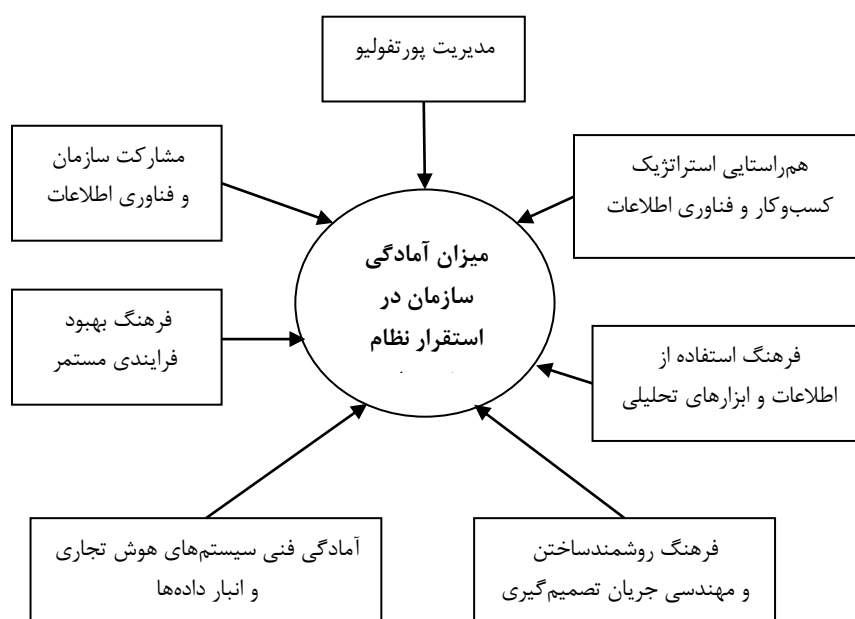 مدیریت پورتفولیو
مشارکت سازمان
و فناوری اطلاعات
هم‌راستایی استراتژیک
کسب‌وکار و فناوری اطلاعات
میزان آمادگی
سازمان در
استقرار نظام
فرهنگ بهبود
فرایندی مستمر
فرهنگ استفاده از
اطلاعات و ابزارهای تحلیلی
آمادگی فنی سیستم‌های هوش تجاری
و انبار داده‌ها
فرهنگ روشمندساختن
و مهندسی جریان تصمیم‌گیری